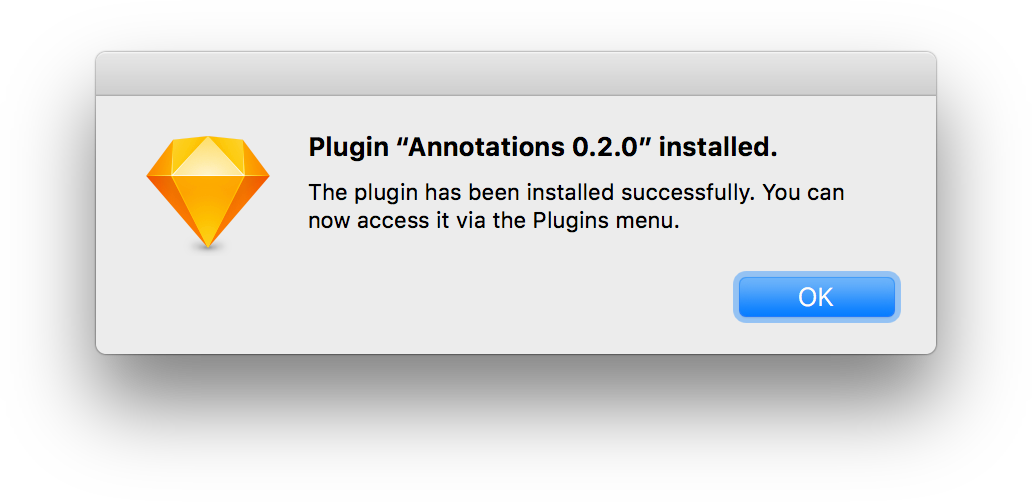 Plugin “Annotations 0.2.0” installed.
The plugin has been installed successfully. You can
now access it via the Plugins menu.
OK